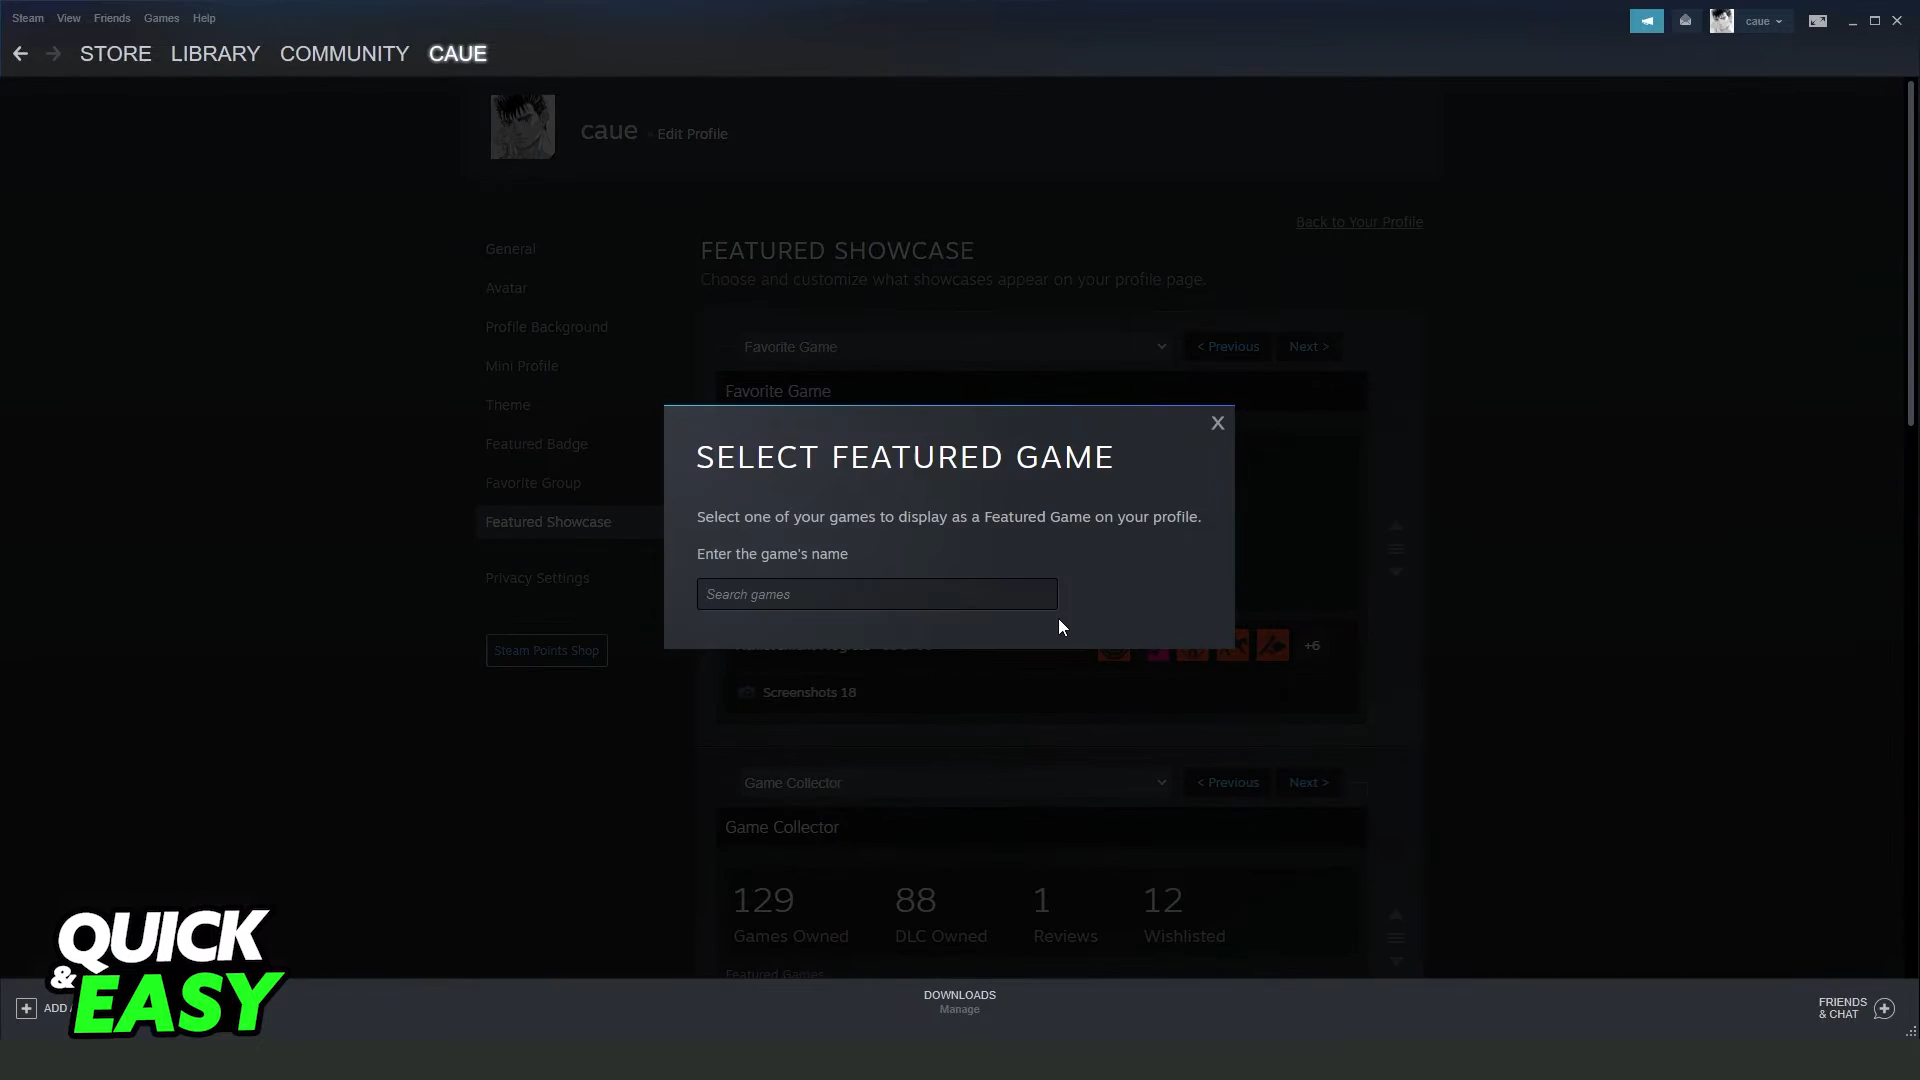 Steam View Friends Games Help
caue
STORE LIBRARY COMMUNITY CAUE
caue Edit Profile
Back to Your Profile
General
Avatar
Profile Background
Mini Profile
Theme
Featured Badge
Favorite Group
Featured Showcase
Privacy Settings
Steam Points Shop
FEATURED SHOWCASE
Choose and customize what showcases appear on your profile page.
Favorite Game < Previous Next >
Favorite Game
X
SELECT FEATURED GAME
Select one of your games to display as a Featured Game on your profile.
Enter the game's name
Search games
+6
Screenshots 18
Game Collector < Previous Next >
Game Collector
129 88 1 12
Games Owned DLC Owned Reviews Wishlisted
Featured Games
QUICK
& EASY
ADD
DOWNLOADS
Manage
FRIENDS
& CHAT